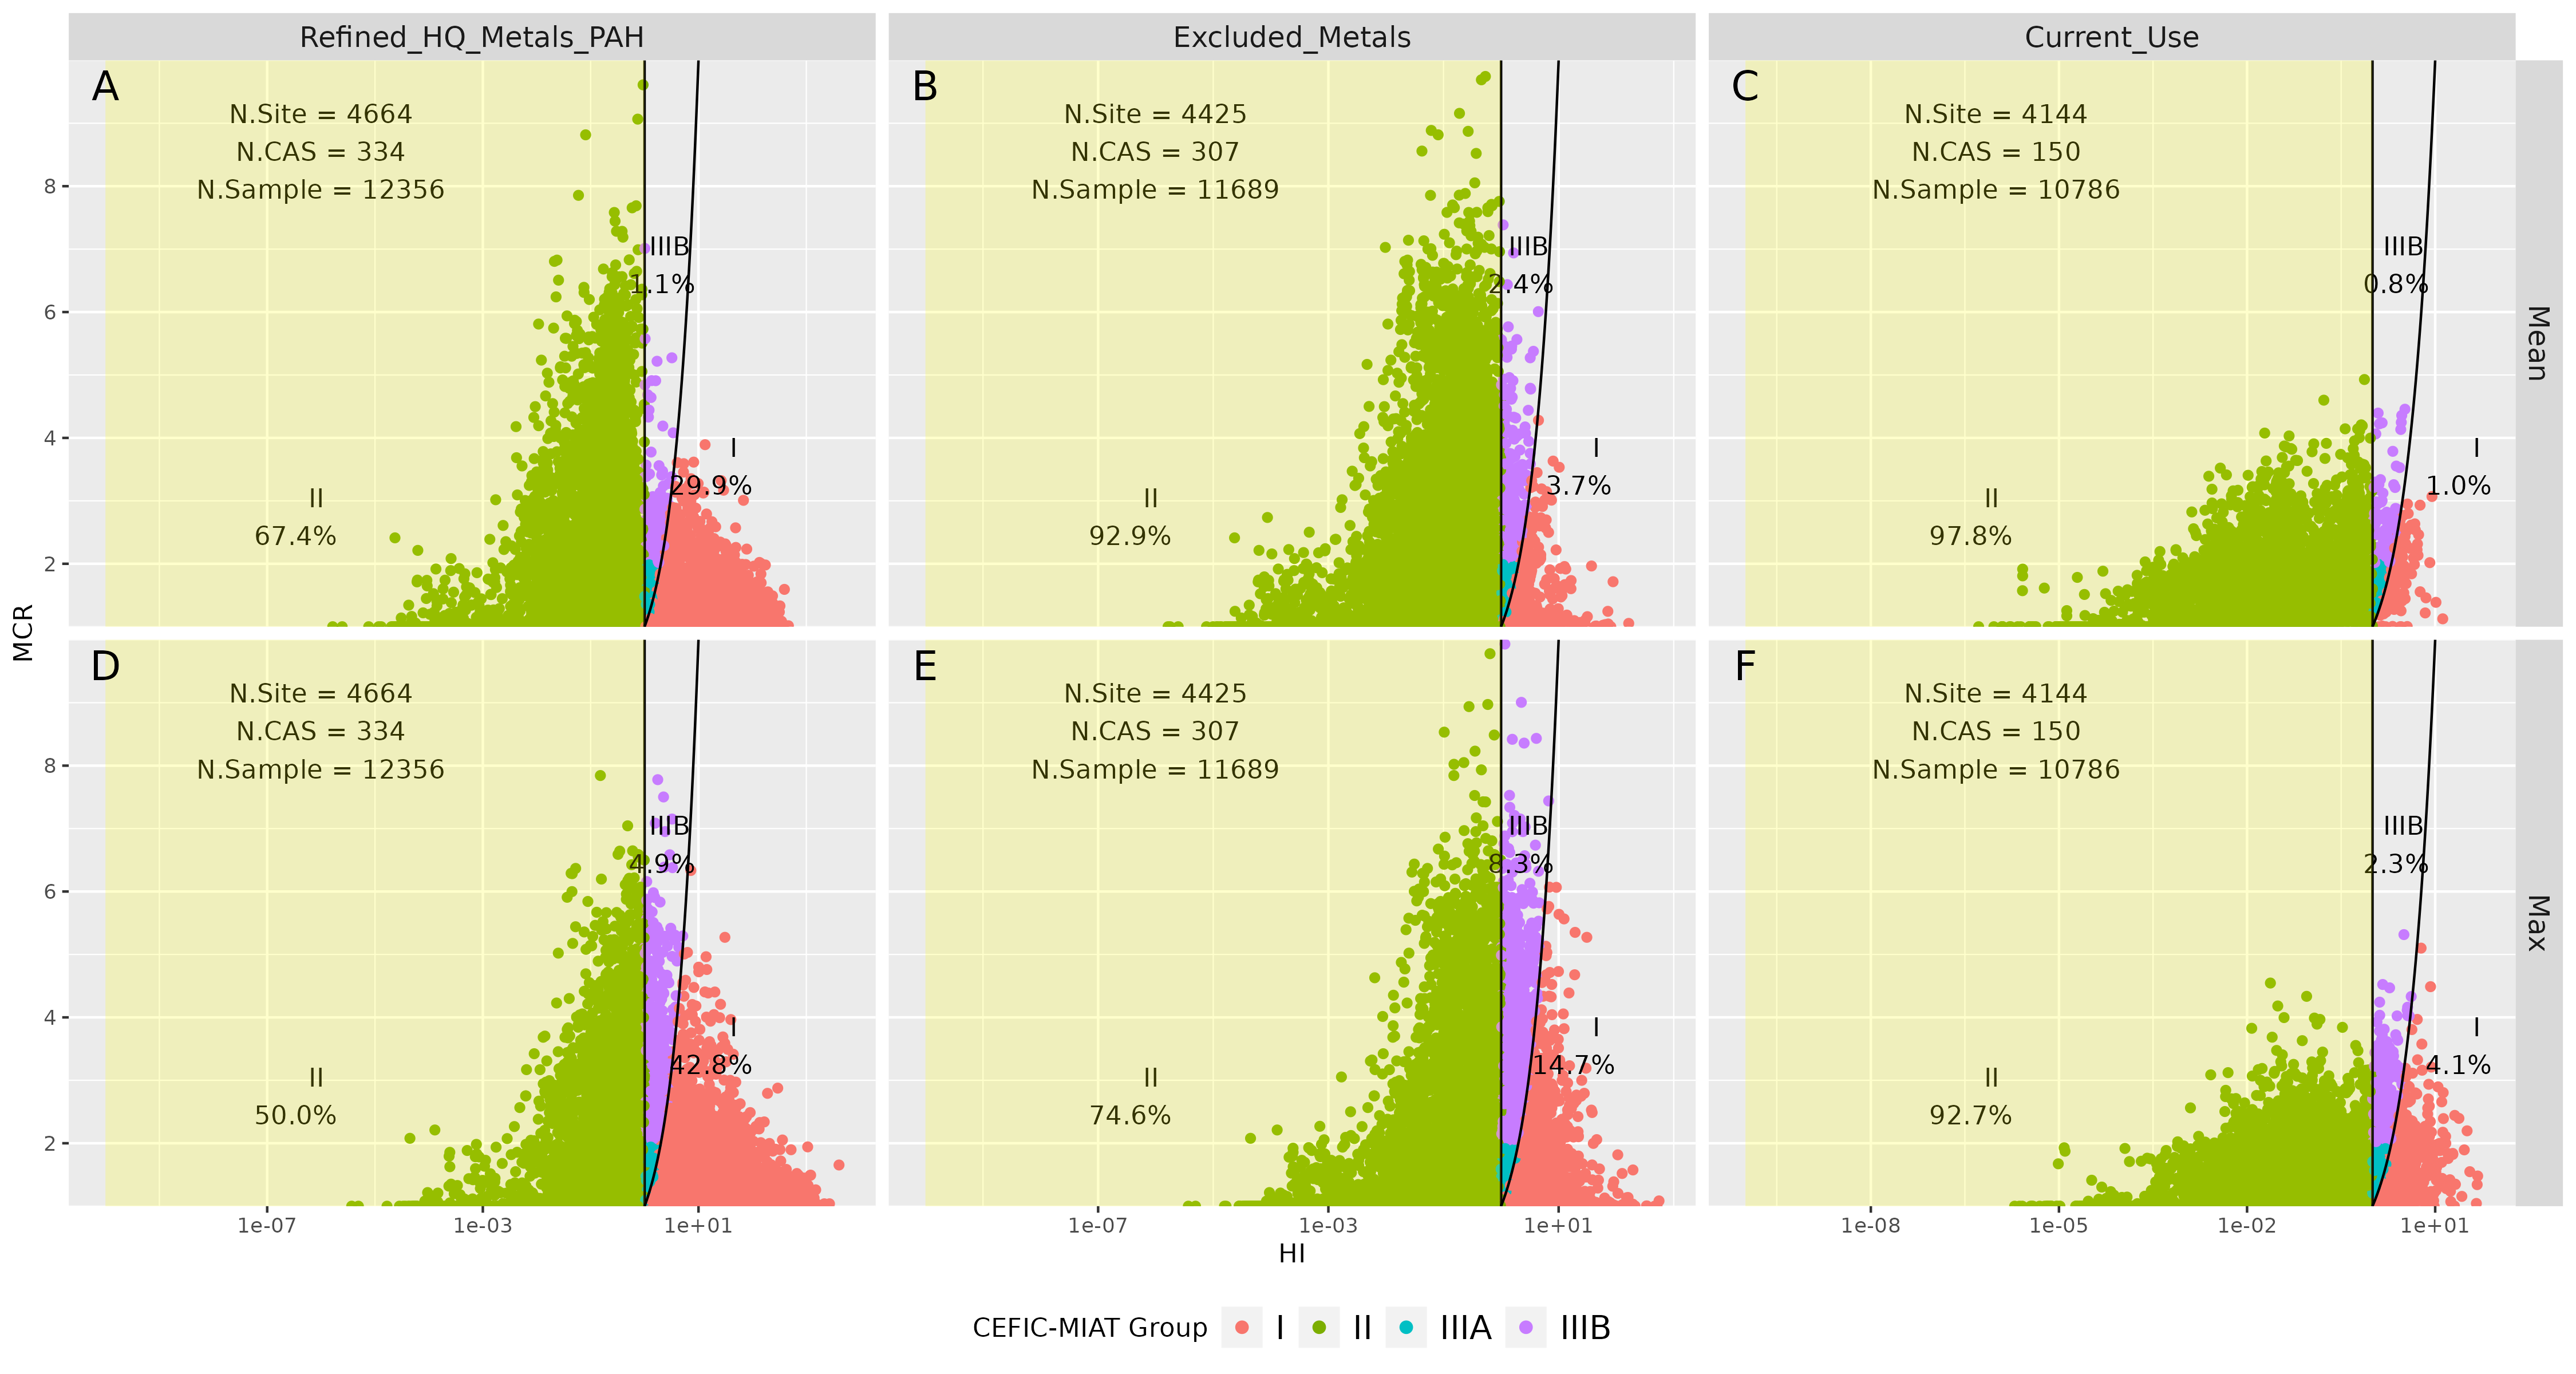 Refined_HQ_Metals_PAH
Excluded_Metals
Current_Use
A
N.Site = 4664
N.CAS = 334
N.Sample = 12356
IIIB
1.1%
I
29.9%
II
67.4%
B
N.Site = 4425
N.CAS = 307
N.Sample = 11689
IIIB
2.4%
I
3.7%
II
92.9%
C
N.Site = 4144
N.CAS = 150
N.Sample = 10786
IIIB
0.8%
I
1.0%
II
97.8%
Mean
8
6
4
2
MCR
D
N.Site = 4664
N.CAS = 334
N.Sample = 12356
IIIB
4.9%
I
42.8%
II
50.0%
E
N.Site = 4425
N.CAS = 307
N.Sample = 11689
IIIB
8.3%
I
14.7%
II
74.6%
F
N.Site = 4144
N.CAS = 150
N.Sample = 10786
IIIB
2.3%
I
4.1%
II
92.7%
Max
8
6
4
2
1e-07 1e-03 1e+01
1e-07 1e-03 1e+01
1e-08 1e-05 1e-02 1e+01
HI
CEFIC-MIAT Group I II IIIA IIIB